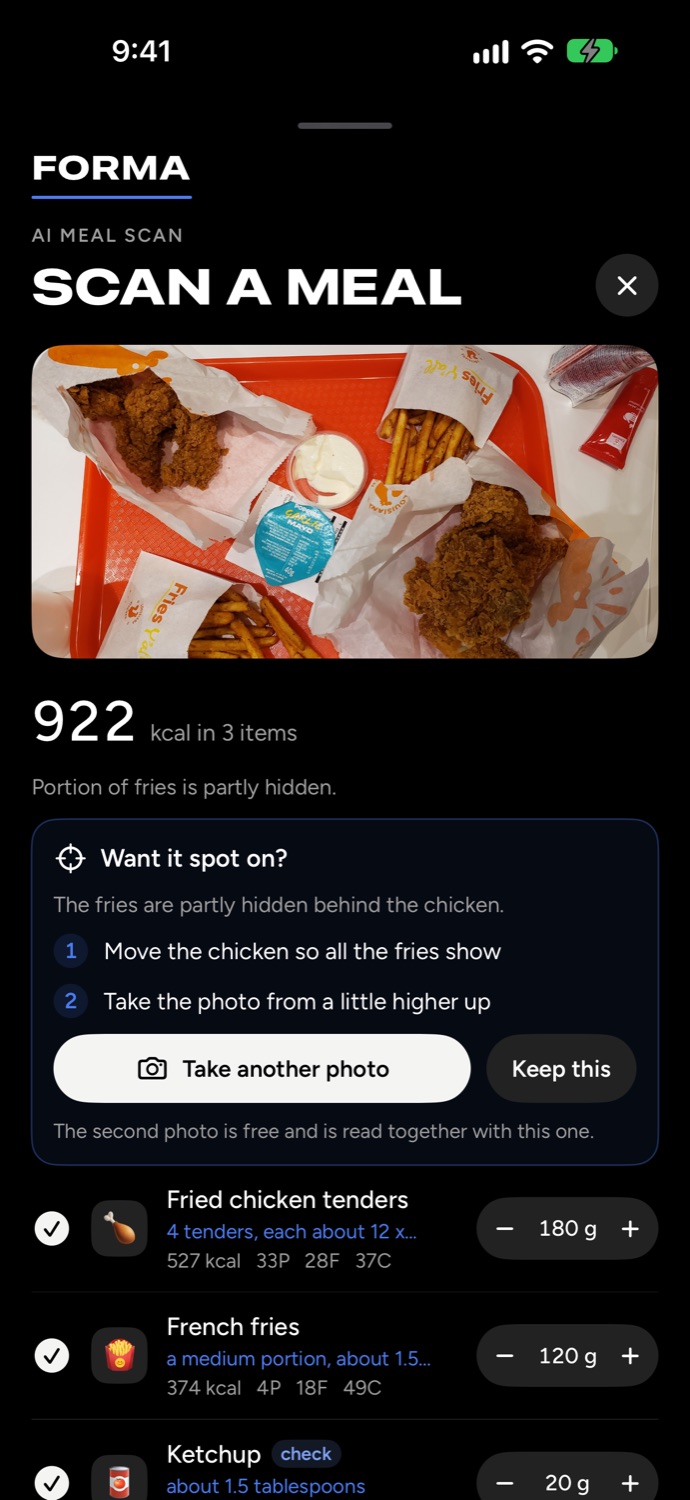 9:41
FORMA
AI MEAL SCAN
SCAN A MEAL
Fries Y'all
GARLIC
MAYO
LOUISIANA
Fries Y'all
922 kcal in 3 items
Portion of fries is partly hidden.
Want it spot on?
The fries are partly hidden behind the chicken.
1 Move the chicken so all the fries show
2 Take the photo from a little higher up
Take another photo
Keep this
The second photo is free and is read together with this one.
Fried chicken tenders
4 tenders, each about 12 x...
527 kcal 33P 28F 37C
− 180 g +
French fries
a medium portion, about 1.5...
374 kcal 4P 18F 49C
− 120 g +
Ketchup check
about 1.5 tablespoons
− 20 g +